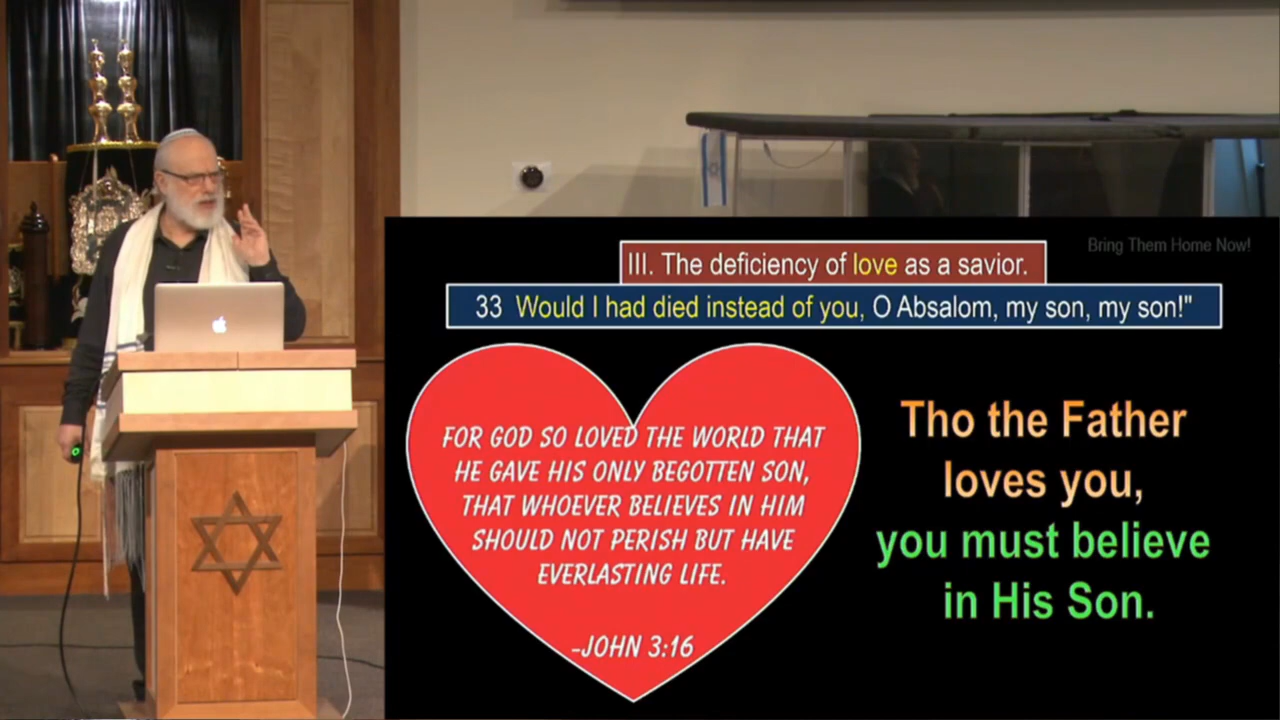 Bring Them Home Now!
III. The deficiency of love as a savior.
33 Would I had died instead of you, O Absalom, my son, my son!"
FOR GOD SO LOVED THE WORLD THAT
HE GAVE HIS ONLY BEGOTTEN SON,
THAT WHOEVER BELIEVES IN HIM
SHOULD NOT PERISH BUT HAVE
EVERLASTING LIFE.
-JOHN 3:16
Tho the Father
loves you,
you must believe
in His Son.